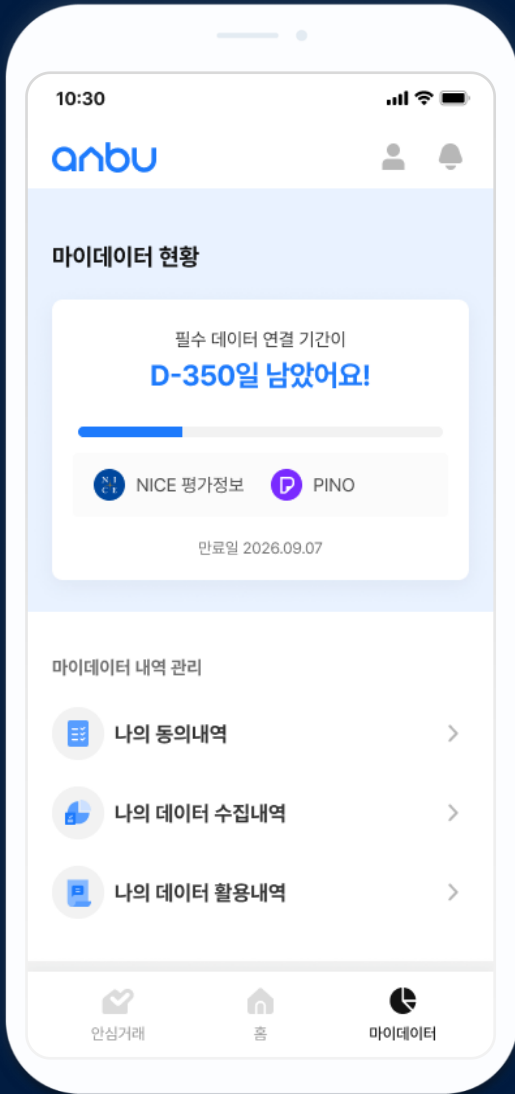 10:30
anbu
마이데이터 현황
필수 데이터 연결 기간이
D-350일 남았어요!
NICE NICE 평가정보 PINO
만료일 2026.09.07
마이데이터 내역 관리
나의 동의내역
나의 데이터 수집내역
나의 데이터 활용내역
안심거래 홈 마이데이터